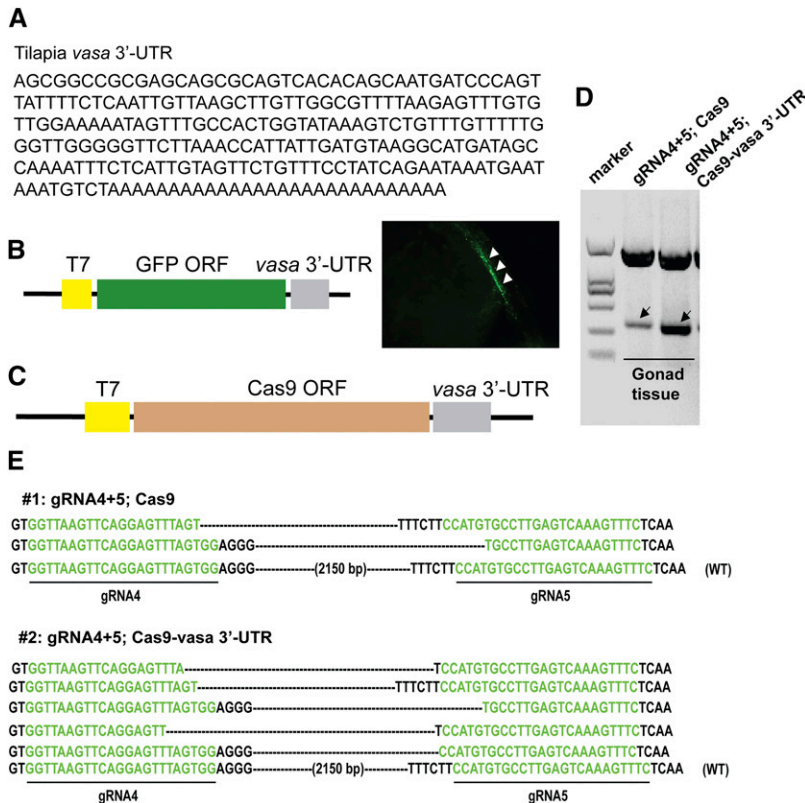 A
Tilapia vasa 3'-UTR
AGCGGCCGCGAGCAGCGCAGTCACACAGCAATGATCCCAGT
TATTTTCTCAATTGTTAAGCTTGTTGGCGTTTTAAGAGTTTGTG
TTGGAAAAATAGTTTGCCACTGGTATAAAGTCTGTTTGTTTTTG
GGTTGGGGGTTCTTAAACCATTATTGATGTAAGGCATGATAGC
CAAAATTTCTCATTGTAGTTCTGTTTCCTATCAGAATAAATGAAT
AAATGTCTAAAAAAAAAAAAAAAAAAAAAAAAAAA
B
T7 GFP ORF vasa 3'-UTR
C
T7 Cas9 ORF vasa 3'-UTR
D
marker
gRNA4+5; Cas9
gRNA4+5;
Cas9-vasa 3'-UTR
Gonad
tissue
E
#1: gRNA4+5; Cas9
GTGGTTAAGTTCAGGAGTTTAGT------------------------------------------------TTTCTTCCATGTGCCTTGAGTCAAAGTTTCTCAA
GTGGTTAAGTTCAGGAGTTTAGTGGAGGG--------------------------------------------------------TGCCTTGAGTCAAAGTTTCTCAA
GTGGTTAAGTTCAGGAGTTTAGTGGAGGG---------------(2150 bp)-----------TTTCTTCCATGTGCCTTGAGTCAAAGTTTCTCAA (WT)
gRNA4 gRNA5
#2: gRNA4+5; Cas9-vasa 3'-UTR
GTGGTTAAGTTCAGGAGTTTA--------------------------------------------------------------TCCATGTGCCTTGAGTCAAAGTTTCTCAA
GTGGTTAAGTTCAGGAGTTTAGT------------------------------------------------TTTCTTCCATGTGCCTTGAGTCAAAGTTTCTCAA
GTGGTTAAGTTCAGGAGTTTAGTGGAGGG--------------------------------------------------------TGCCTTGAGTCAAAGTTTCTCAA
GTGGTTAAGTTCAGGAGTT------------------------------------------------------------------TCCATGTGCCTTGAGTCAAAGTTTCTCAA
GTGGTTAAGTTCAGGAGTTTAGTGGAGGG---------------------------------------------CCATGTGCCTTGAGTCAAAGTTTCTCAA
GTGGTTAAGTTCAGGAGTTTAGTGGAGGG---------------(2150 bp)-----------TTTCTTCCATGTGCCTTGAGTCAAAGTTTCTCAA (WT)
gRNA4 gRNA5